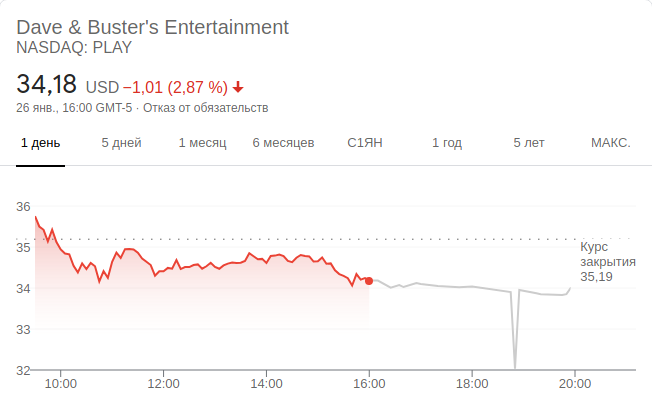 Dave & Buster's Entertainment
NASDAQ: PLAY
34,18 USD −1,01 (2,87 %)
26 янв., 16:00 GMT-5 · Отказ от обязательств
1 день 5 дней 1 месяц 6 месяцев С1ЯН 1 год 5 лет МАКС.
36
35
34
33
32
Курс
закрытия
35,19
10:00 12:00 14:00 16:00 18:00 20:00